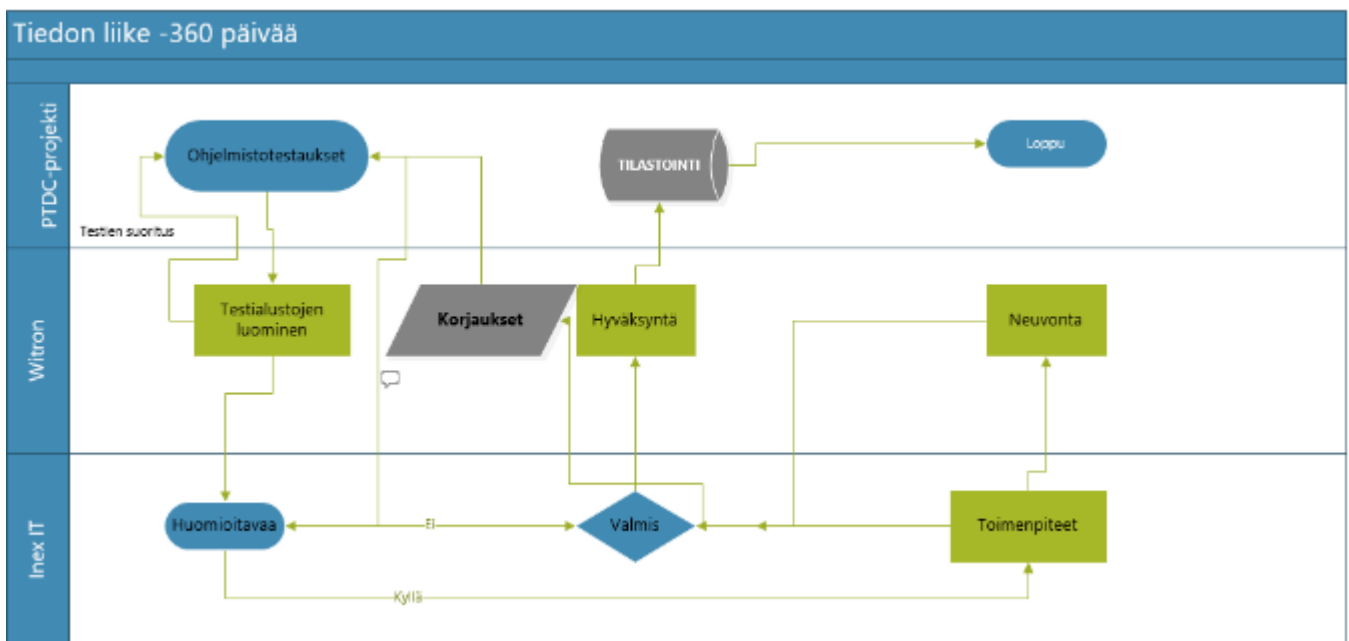 Tiedon liike -360 päivää
PTDC-projekti
Ohjelmistotestaukset
TILASTOINTI
Loppu
Testien suoritus
Witron
Testialustojen
luominen
Korjaukset
Hyväksyntä
Neuvonta
Inex IT
Huomioitavaa
Ei
Valmis
Toimenpiteet
Kyllä